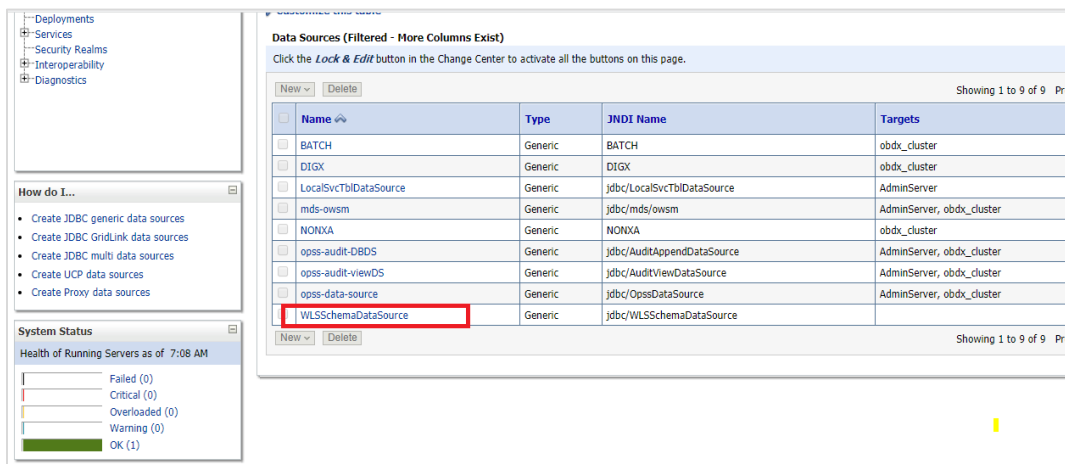 Deployments
Services
Security Realms
Interoperability
Diagnostics
How do I...
Create JDBC generic data sources
Create JDBC GridLink data sources
Create JDBC multi data sources
Create UCP data sources
Create Proxy data sources
System Status
Health of Running Servers as of 7:08 AM
Failed (0)
Critical (0)
Overloaded (0)
Warning (0)
OK (1)
Customize this table
Data Sources (Filtered - More Columns Exist)
Click the Lock & Edit button in the Change Center to activate all the buttons on this page.
New Delete Showing 1 to 9 of 9 Pr
Name Type JNDI Name Targets
BATCH Generic BATCH obdx_cluster
DIGX Generic DIGX obdx_cluster
LocalSvcTblDataSource Generic jdbc/LocalSvcTblDataSource AdminServer
mds-owsm Generic jdbc/mds/owsm AdminServer, obdx_cluster
NONXA Generic NONXA obdx_cluster
opss-audit-DBDS Generic jdbc/AuditAppendDataSource AdminServer, obdx_cluster
opss-audit-viewDS Generic jdbc/AuditViewDataSource AdminServer, obdx_cluster
opss-data-source Generic jdbc/OpssDataSource AdminServer, obdx_cluster
WLSSchemaDataSource Generic jdbc/WLSSchemaDataSource
New Delete Showing 1 to 9 of 9 Pr